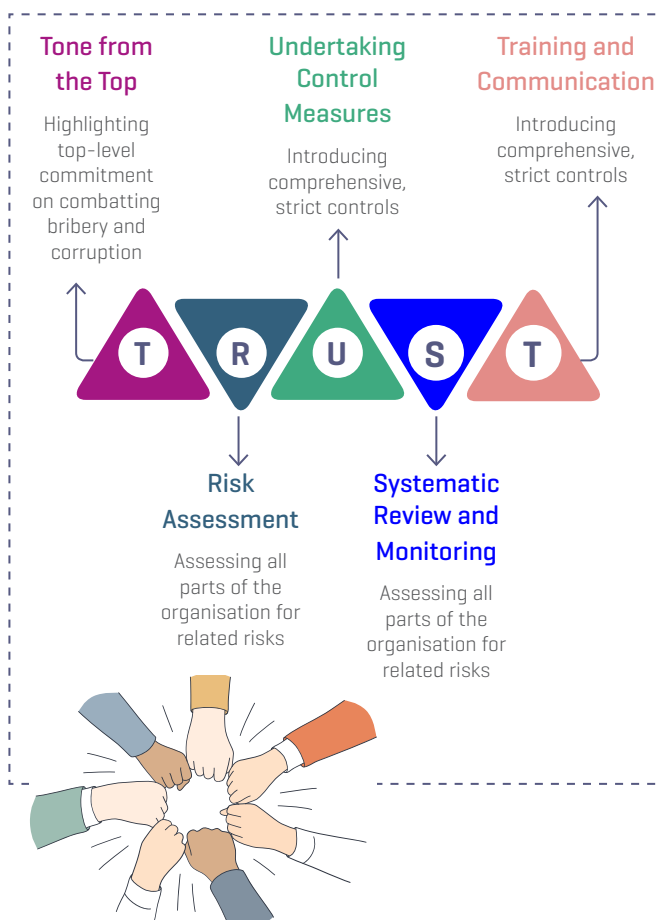 Tone from
the Top
Highlighting
top-level
commitment
on combatting
bribery and
corruption
Undertaking
Control
Measures
Introducing
comprehensive,
strict controls
Training and
Communication
Introducing
comprehensive,
strict controls
T
R
U
S
T
Risk
Assessment
Assessing all
parts of the
organisation for
related risks
Systematic
Review and
Monitoring
Assessing all
parts of the
organisation for
related risks